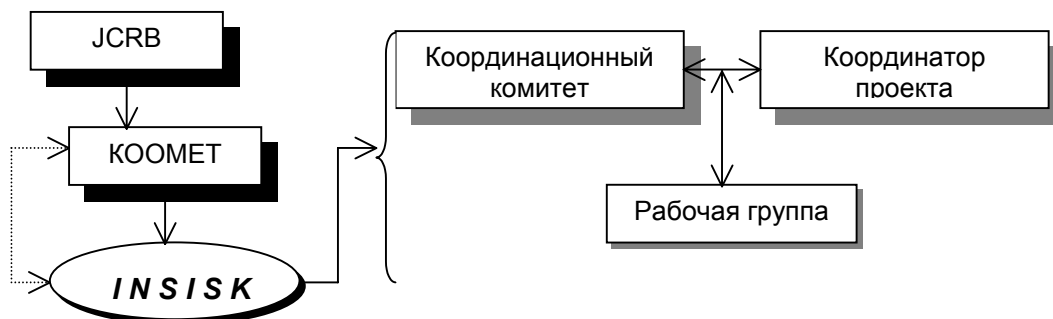 JCRB
КООМЕТ
INSISK
Координационный
комитет
Координатор
проекта
Рабочая группа